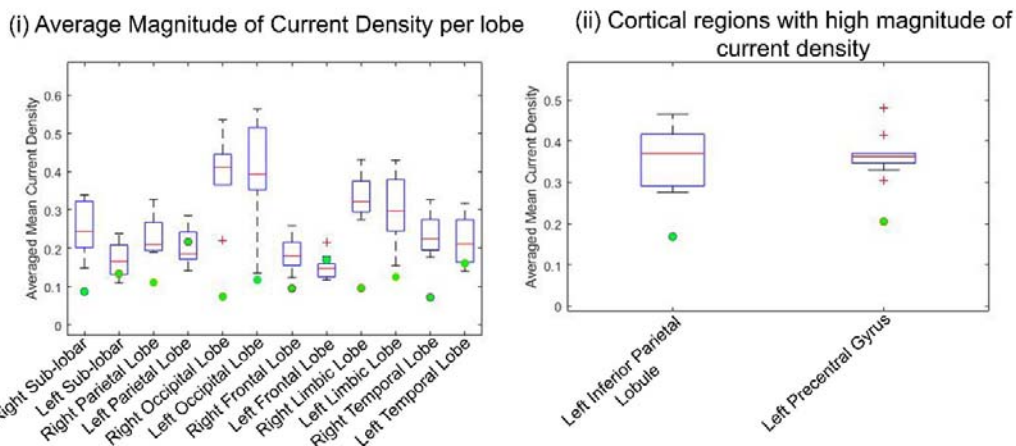 (i) Average Magnitude of Current Density per lobe
Averaged Mean Current Density
0.6
0.5
0.4
0.3
0.2
0.1
0
Right Sub-lobar
Left Sub-lobar
Right Parietal Lobe
Left Parietal Lobe
Right Occipital Lobe
Left Occipital Lobe
Right Frontal Lobe
Left Frontal Lobe
Right Limbic Lobe
Left Limbic Lobe
Right Temporal Lobe
Left Temporal Lobe
(ii) Cortical regions with high magnitude of
current density
Averaged Mean Current Density
0.5
0.4
0.3
0.2
0.1
0
Left Inferior Parietal
Lobule
Left Precentral Gyrus